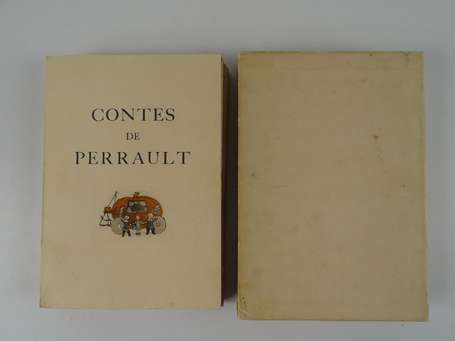 CONTES
DE
PERRAULT